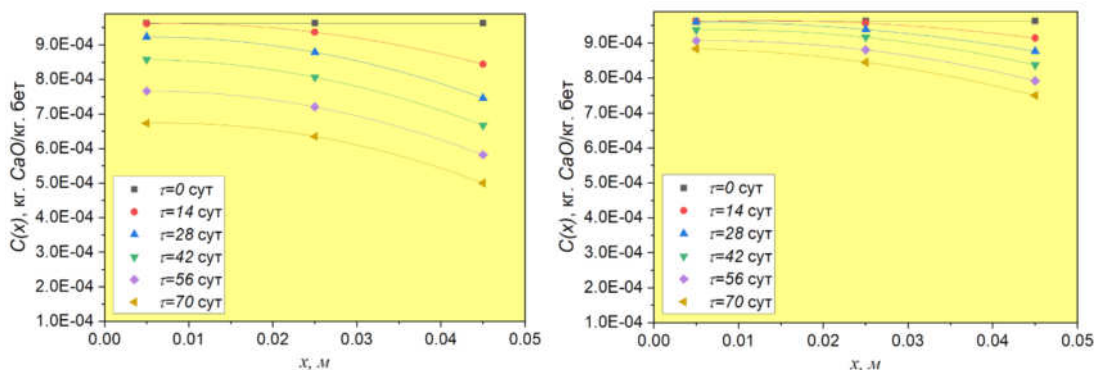 C(x), кг. CaO/кг. бет
9.0E-04
8.0E-04
7.0E-04
6.0E-04
5.0E-04
4.0E-04
3.0E-04
2.0E-04
1.0E-04
τ=0 сут
τ=14 сут
τ=28 сут
τ=42 сут
τ=56 сут
τ=70 сут
0.00 0.01 0.02 0.03 0.04 0.05
x, м
C(x), кг. CaO/кг. бет
9.0E-04
8.0E-04
7.0E-04
6.0E-04
5.0E-04
4.0E-04
3.0E-04
2.0E-04
1.0E-04
τ=0 сут
τ=14 сут
τ=28 сут
τ=42 сут
τ=56 сут
τ=70 сут
0.00 0.01 0.02 0.03 0.04 0.05
x, м